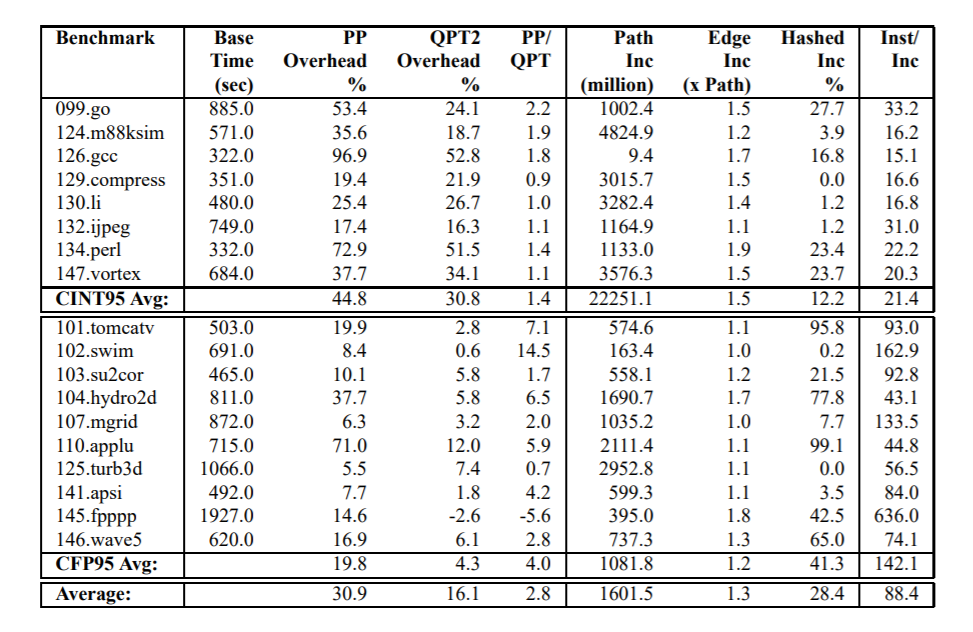 Benchmark Base PP QPT2 PP/ Path Edge Hashed Inst/
Time Overhead Overhead QPT Inc Inc Inc Inc
(sec) % % (million) (x Path) %
099.go 885.0 53.4 24.1 2.2 1002.4 1.5 27.7 33.2
124.m88ksim 571.0 35.6 18.7 1.9 4824.9 1.2 3.9 16.2
126.gcc 322.0 96.9 52.8 1.8 9.4 1.7 16.8 15.1
129.compress 351.0 19.4 21.9 0.9 3015.7 1.5 0.0 16.6
130.li 480.0 25.4 26.7 1.0 3282.4 1.4 1.2 16.8
132.ijpeg 749.0 17.4 16.3 1.1 1164.9 1.1 1.2 31.0
134.perl 332.0 72.9 51.5 1.4 1133.0 1.9 23.4 22.2
147.vortex 684.0 37.7 34.1 1.1 3576.3 1.5 23.7 20.3
CINT95 Avg: 44.8 30.8 1.4 22251.1 1.5 12.2 21.4
101.tomcatv 503.0 19.9 2.8 7.1 574.6 1.1 95.8 93.0
102.swim 691.0 8.4 0.6 14.5 163.4 1.0 0.2 162.9
103.su2cor 465.0 10.1 5.8 1.7 558.1 1.2 21.5 92.8
104.hydro2d 811.0 37.7 5.8 6.5 1690.7 1.7 77.8 43.1
107.mgrid 872.0 6.3 3.2 2.0 1035.2 1.0 7.7 133.5
110.applu 715.0 71.0 12.0 5.9 2111.4 1.1 99.1 44.8
125.turb3d 1066.0 5.5 7.4 0.7 2952.8 1.1 0.0 56.5
141.apsi 492.0 7.7 1.8 4.2 599.3 1.1 3.5 84.0
145.fpppp 1927.0 14.6 -2.6 -5.6 395.0 1.8 42.5 636.0
146.wave5 620.0 16.9 6.1 2.8 737.3 1.3 65.0 74.1
CFP95 Avg: 19.8 4.3 4.0 1081.8 1.2 41.3 142.1
Average: 30.9 16.1 2.8 1601.5 1.3 28.4 88.4